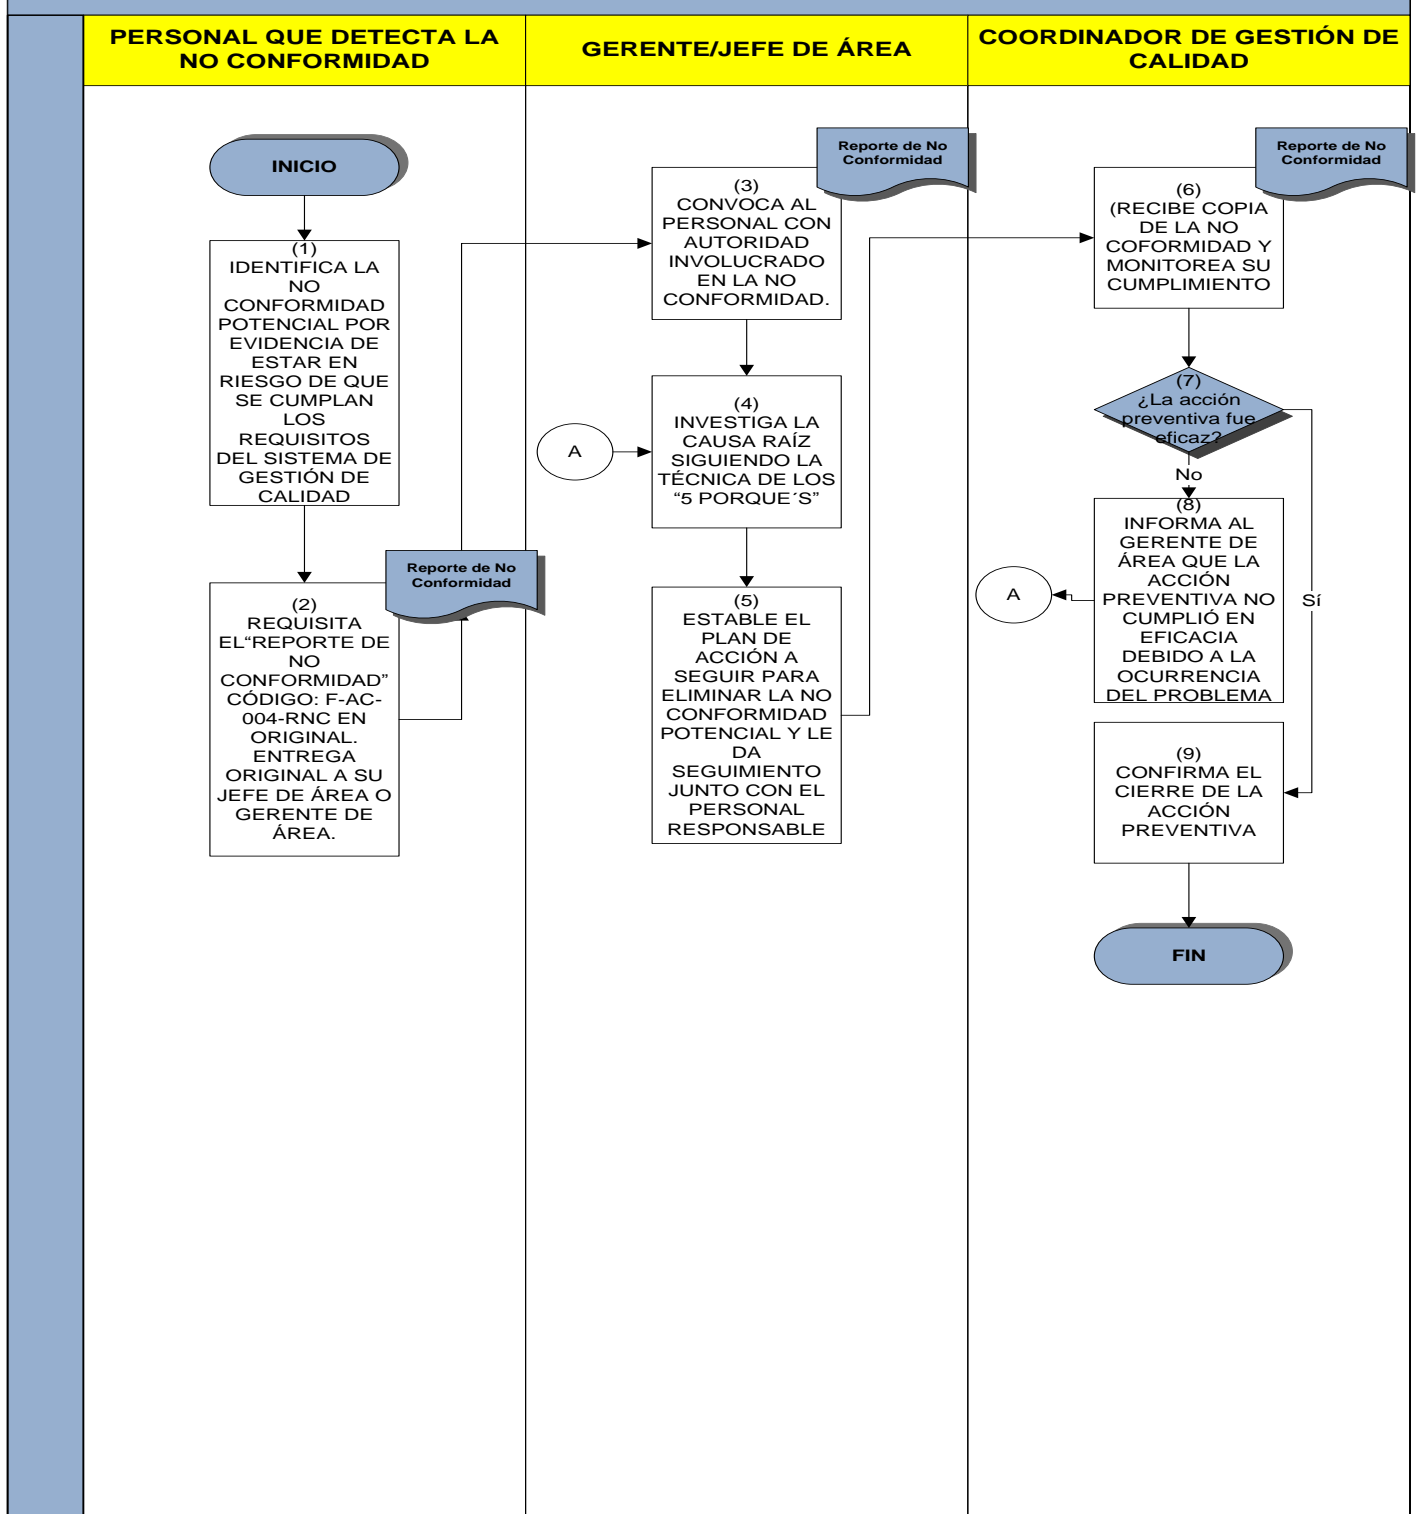 PERSONAL QUE DETECTA LA
NO CONFORMIDAD
GERENTE/JEFE DE ÁREA
COORDINADOR DE GESTIÓN DE
CALIDAD
INICIO
(1)
IDENTIFICA LA
NO
CONFORMIDAD
POTENCIAL POR
EVIDENCIA DE
ESTAR EN
RIESGO DE QUE
SE CUMPLAN
LOS
REQUISITOS
DEL SISTEMA DE
GESTIÓN DE
CALIDAD
Reporte de No
Conformidad
(2)
REQUISITA
EL“REPORTE DE
NO
CONFORMIDAD”
CÓDIGO: F-AC-
004-RNC EN
ORIGINAL.
ENTREGA
ORIGINAL A SU
JEFE DE ÁREA O
GERENTE DE
ÁREA.
Reporte de No
Conformidad
(3)
CONVOCA AL
PERSONAL CON
AUTORIDAD
INVOLUCRADO
EN LA NO
CONFORMIDAD.
A
(4)
INVESTIGA LA
CAUSA RAÍZ
SIGUIENDO LA
TÉCNICA DE LOS
“5 PORQUE´S”
(5)
ESTABLE EL
PLAN DE
ACCIÓN A
SEGUIR PARA
ELIMINAR LA NO
CONFORMIDAD
POTENCIAL Y LE
DA
SEGUIMIENTO
JUNTO CON EL
PERSONAL
RESPONSABLE
Reporte de No
Conformidad
(6)
(RECIBE COPIA
DE LA NO
COFORMIDAD Y
MONITOREA SU
CUMPLIMIENTO
(7)
¿La acción
preventiva fue
eficaz?
No
Sí
(8)
INFORMA AL
GERENTE DE
ÁREA QUE LA
ACCIÓN
PREVENTIVA NO
CUMPLIÓ EN
EFICACIA
DEBIDO A LA
OCURRENCIA
DEL PROBLEMA
A
(9)
CONFIRMA EL
CIERRE DE LA
ACCIÓN
PREVENTIVA
FIN